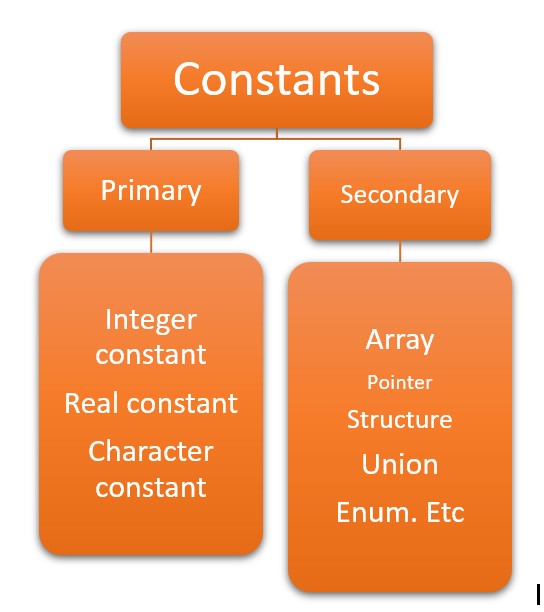 Constants
Primary
Secondary
Integer
constant
Real constant
Character
constant
Array
Pointer
Structure
Union
Enum. Etc